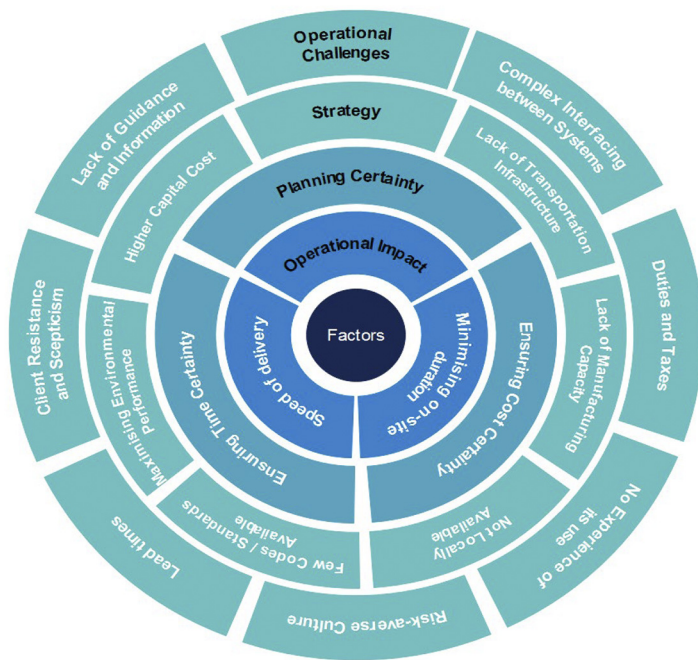 Operational
Challenges
Complex Interfacing
between Systems
Duties and Taxes
No Experience of
its use
Risk-averse Culture
Lead times
Client Resistance
and Scepticism
Lack of Guidance
and Information
Strategy
Lack of Transportation
Infrastructure
Lack of Manufacturing
Capacity
Not Locally
Available
Few Codes / Standards
Available
Maximising Environmental
Performance
Higher Capital Cost
Planning Certainty
Ensuring Cost Certainty
Ensuring Time Certainty
Operational Impact
Minimising on-site
duration
Speed of delivery
Factors